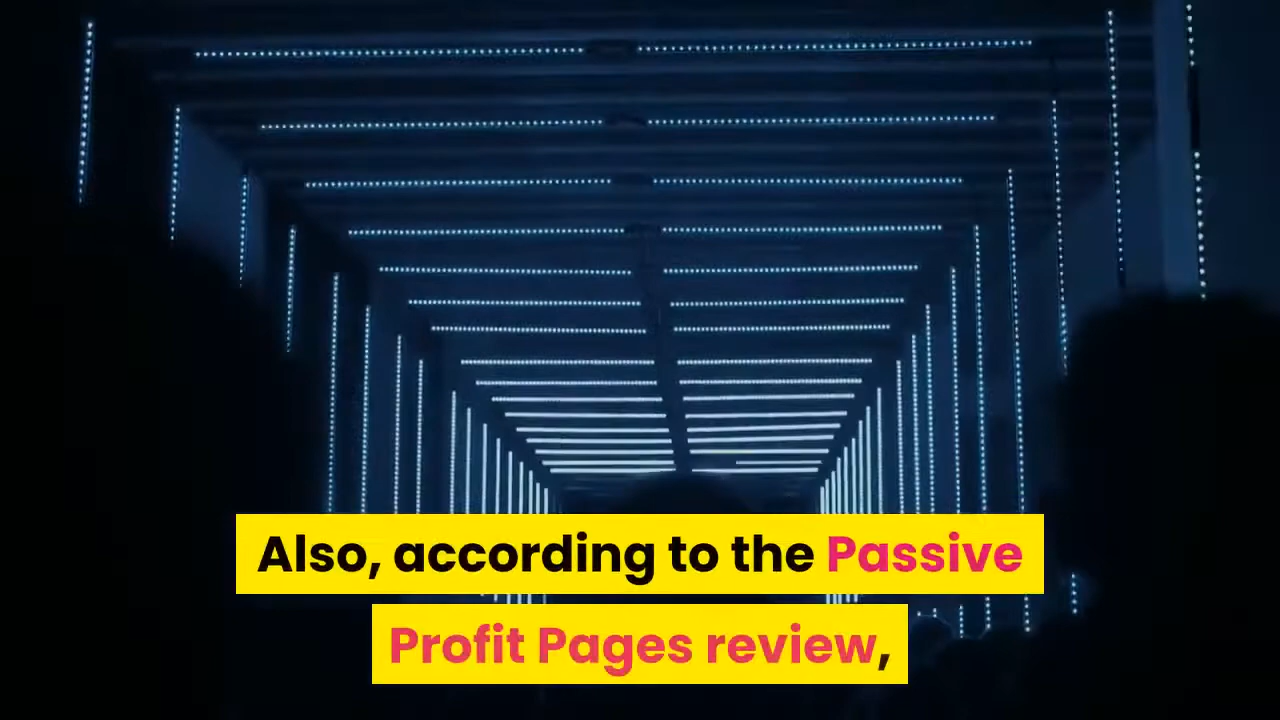 Also, according to the Passive
Profit Pages review,